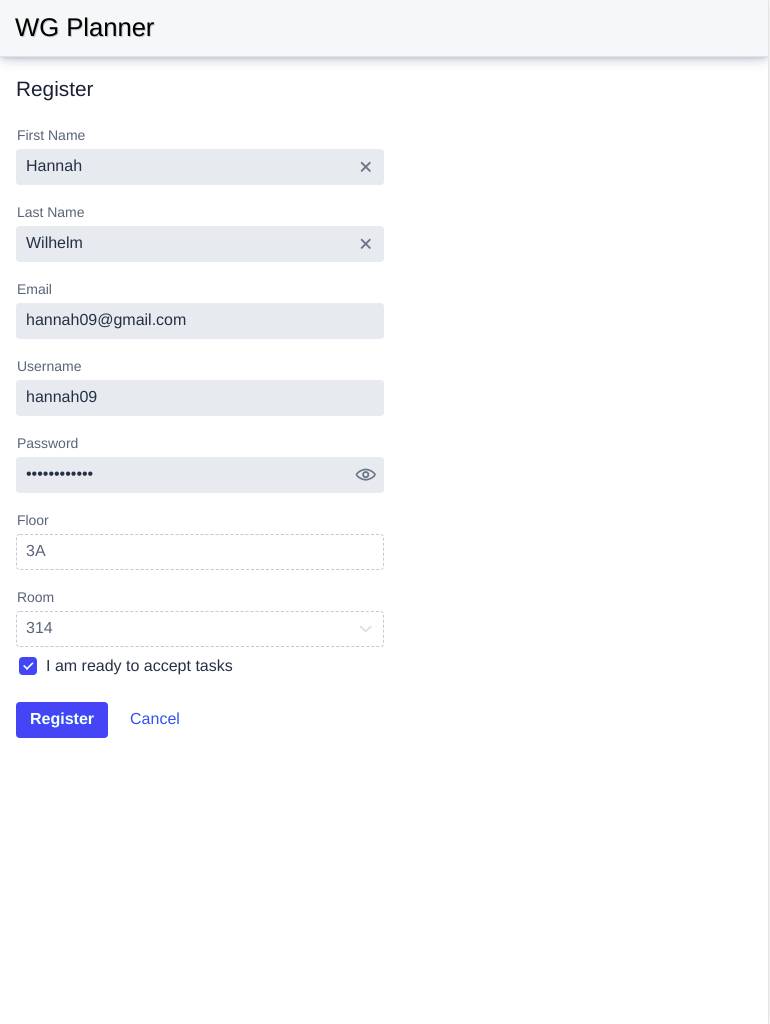 WG Planner
Register
First Name
Hannah
Last Name
Wilhelm
Email
hannah09@gmail.com
Username
hannah09
Password
••••••••••••
Floor
3A
Room
314
I am ready to accept tasks
Register Cancel